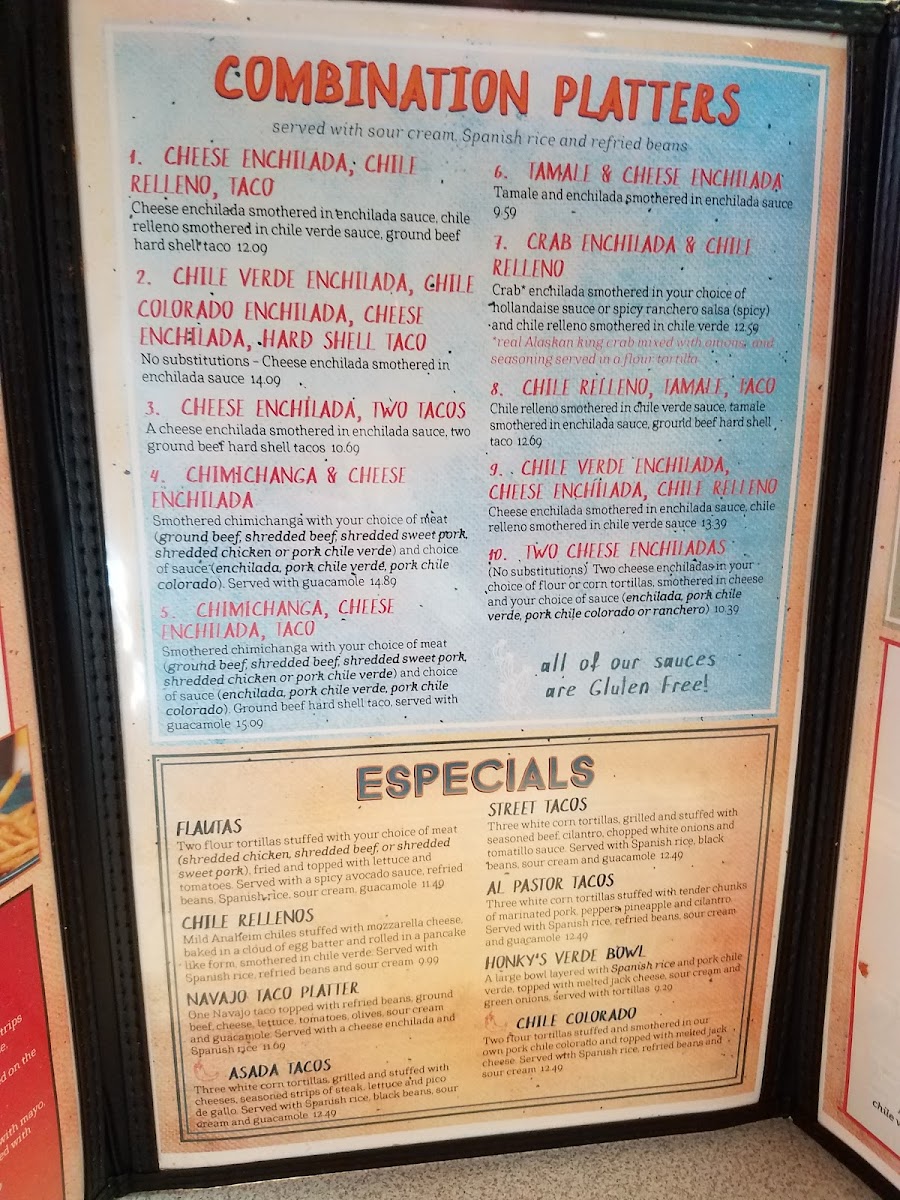 COMBINATION PLATTERS
served with sour cream, Spanish rice and refried beans
1. CHEESE ENCHILADA, CHILE
RELLENO, TACO
Cheese enchilada smothered in enchilada sauce, chile
relleno smothered in chile verde sauce, ground beef
hard shell taco 12.09
2. CHILE VERDE ENCHILADA, CHILE
COLORADO ENCHILADA, CHEESE
ENCHILADA, HARD SHELL TACO
No substitutions – Cheese enchilada smothered in
enchilada sauce 14.09
3. CHEESE ENCHILADA, TWO TACOS
A cheese enchilada smothered in enchilada sauce, two
ground beef hard shell tacos 10.69
4. CHIMICHANGA & CHEESE
ENCHILADA
Smothered chimichanga with your choice of meat
(ground beef, shredded beef, shredded sweet pork,
shredded chicken or pork chile verde) and choice
of sauce (enchilada, pork chile verde, pork chile
colorado). Served with guacamole 14.89
5. CHIMICHANGA, CHEESE
ENCHILADA, TACO
Smothered chimichanga with your choice of meat
(ground beef, shredded beef, shredded sweet pork,
shredded chicken or pork chile verde) and choice
of sauce (enchilada, pork chile verde, pork chile
colorado). Ground beef hard shell taco, served with
guacamole 15.09
6. TAMALE & CHEESE ENCHILADA
Tamale and enchilada smothered in enchilada sauce
9.59
7. CRAB ENCHILADA & CHILE
RELLENO
Crab* enchilada smothered in your choice of
hollandaise sauce or spicy ranchero salsa (spicy)
and chile relleno smothered in chile verde 12.59
*real Alaskan king crab mixed with onions, and
seasoning served in a flour tortilla
8. CHILE RELLENO, TAMALE, TACO
Chile relleno smothered in chile verde sauce, tamale
smothered in enchilada sauce, ground beef hard shell
taco 12.69
9. CHILE VERDE ENCHILADA,
CHEESE ENCHILADA, CHILE RELLENO
Cheese enchilada smothered in enchilada sauce, chile
relleno smothered in chile verde sauce 13.39
10. TWO CHEESE ENCHILADAS
(No substitutions) Two cheese enchiladas in your
choice of flour or corn tortillas, smothered in cheese
and your choice of sauce (enchilada, pork chile
verde, pork chile colorado or ranchero) 10.39
all of our sauces
are Gluten Free!
ESPECIALS
FLAUTAS
Two flour tortillas stuffed with your choice of meat
(shredded chicken, shredded beef, or shredded
sweet pork), fried and topped with lettuce and
tomatoes. Served with a spicy avocado sauce, refried
beans, Spanish rice, sour cream, guacamole 11.49
CHILE RELLENOS
Mild Anaheim chiles stuffed with mozzarella cheese,
baked in a cloud of egg batter and rolled in a pancake
like form, smothered in chile verde. Served with
Spanish rice, refried beans and sour cream 9.99
NAVAJO TACO PLATTER
One Navajo taco topped with refried beans, ground
beef, cheese, lettuce, tomatoes, olives, sour cream
and guacamole. Served with a cheese enchilada and
Spanish rice 11.69
ASADA TACOS
Three white corn tortillas, grilled and stuffed with
cheeses, seasoned strips of steak, lettuce and pico
de gallo. Served with Spanish rice, black beans, sour
cream and guacamole 12.49
STREET TACOS
Three white corn tortillas, grilled and stuffed with
seasoned beef, cilantro, chopped white onions and
tomatillo sauce. Served with Spanish rice, black
beans, sour cream and guacamole 12.49
AL PASTOR TACOS
Three white corn tortillas stuffed with tender chunks
of marinated pork, peppers, pineapple and cilantro.
Served with Spanish rice, refried beans, sour cream
and guacamole 12.49
HONKY'S VERDE BOWL
A large bowl layered with Spanish rice and pork chile
verde, topped with melted jack cheese, sour cream and
green onions, served with tortillas 9.29
CHILE COLORADO
Two flour tortillas stuffed and smothered in our
own pork chile colorado and topped with melted jack
cheese. Served with Spanish rice, refried beans and
sour cream 12.49
trips
d on the
with mayo,
ed with
chile v